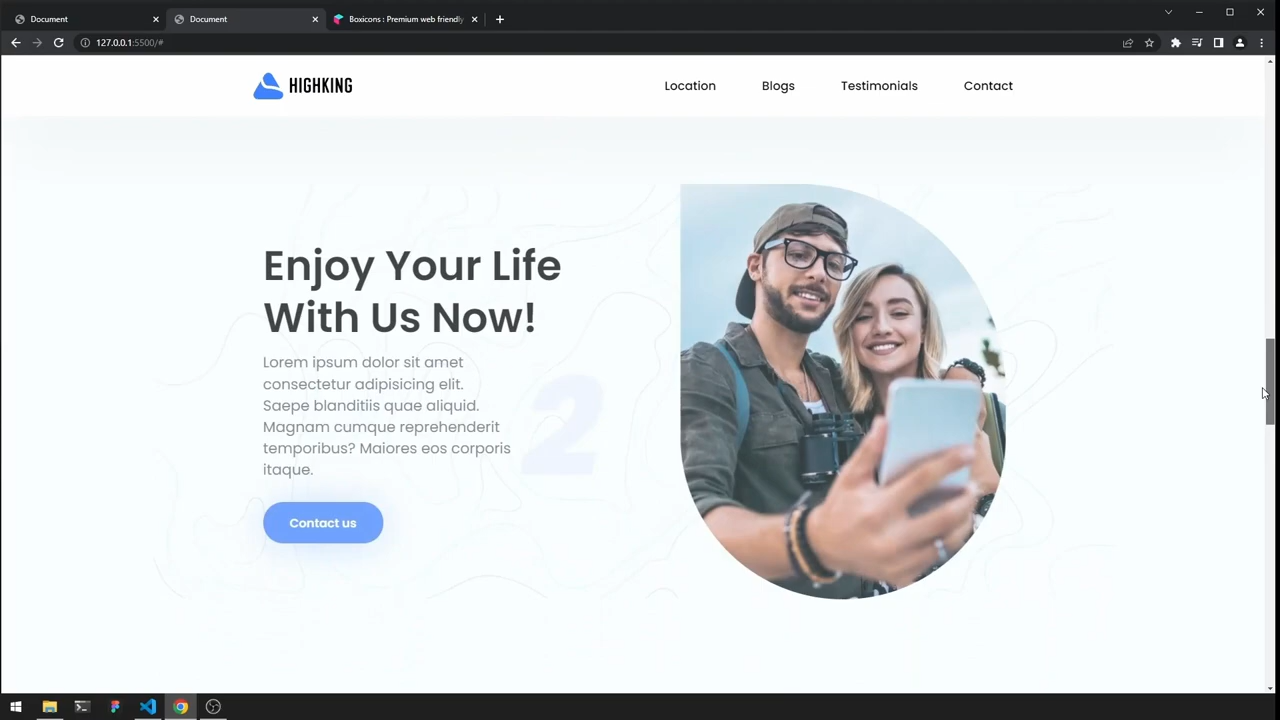 Document
Document
Boxicons : Premium web friendly
127.0.0.1:5500/#
HIGHKING
Location
Blogs
Testimonials
Contact
Enjoy Your Life
With Us Now!
Lorem ipsum dolor sit amet
consectetur adipisicing elit.
Saepe blanditiis quae aliquid.
Magnam cumque reprehenderit
temporibus? Maiores eos corporis
itaque.
2
Contact us